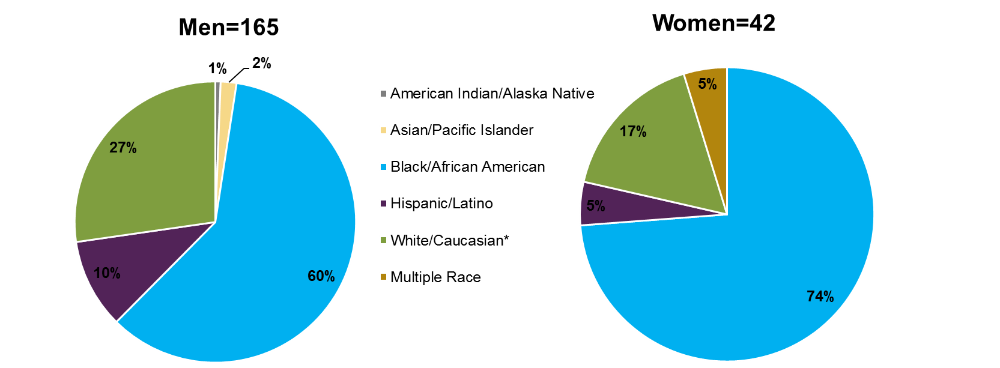 Men=165
1%
2%
27%
10%
60%
American Indian/Alaska Native
Asian/Pacific Islander
Black/African American
Hispanic/Latino
White/Caucasian*
Multiple Race
Women=42
5%
17%
5%
74%